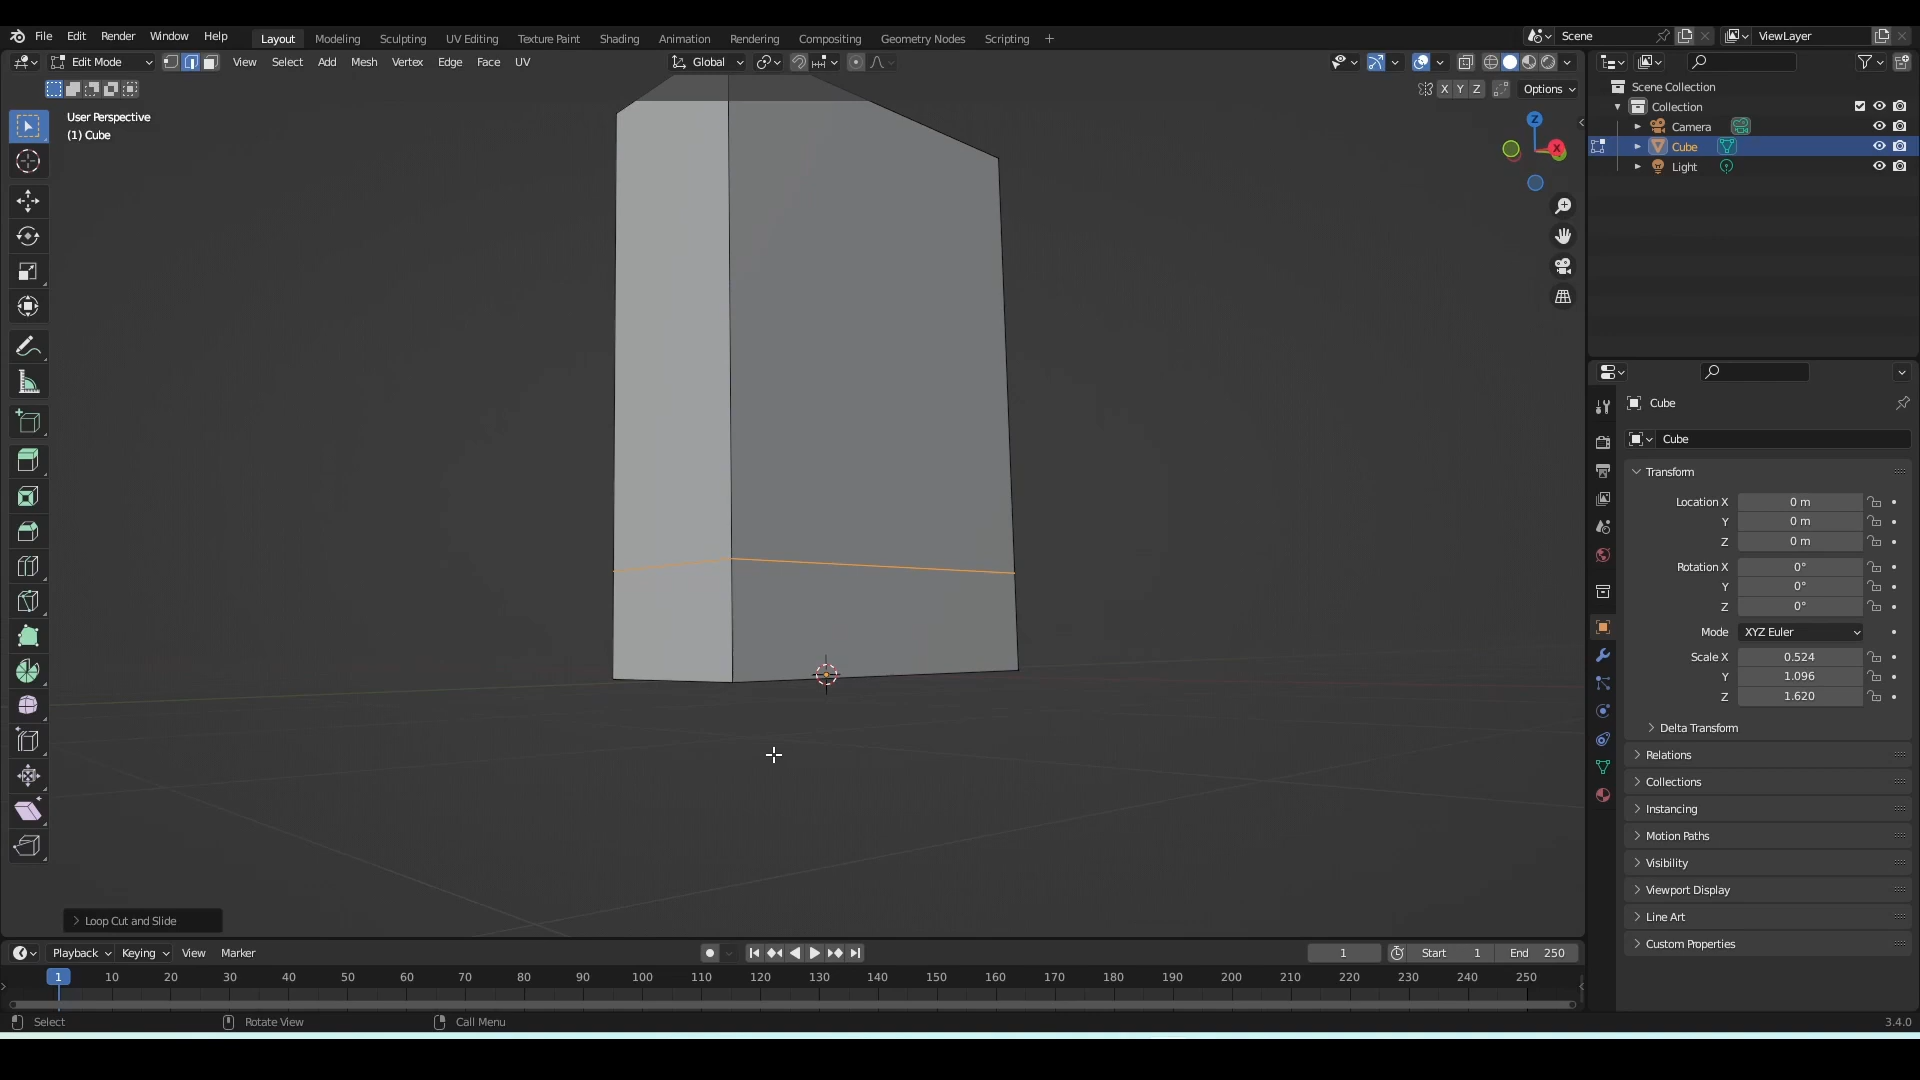 File Edit Render Window Help Layout Modeling Sculpting UV Editing Texture Paint Shading Animation Rendering Compositing Geometry Nodes Scripting + Scene ViewLayer
Edit Mode View Select Add Mesh Vertex Edge Face UV Global
X Y Z Options
User Perspective
(1) Cube
Z
X
Scene Collection
Collection
Camera
Cube
Light
Cube
Cube
Transform
Location X 0 m
Y 0 m
Z 0 m
Rotation X 0°
Y 0°
Z 0°
Mode XYZ Euler
Scale X 0.524
Y 1.096
Z 1.620
Delta Transform
Relations
Collections
Instancing
Motion Paths
Visibility
Viewport Display
Line Art
Custom Properties
Loop Cut and Slide
Playback Keying View Marker 1 Start 1 End 250
1 10 20 30 40 50 60 70 80 90 100 110 120 130 140 150 160 170 180 190 200 210 220 230 240 250
Select Rotate View Call Menu 3.4.0